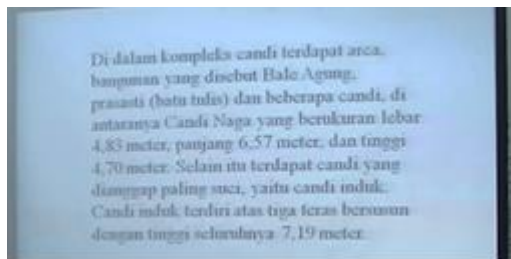 Di dalam kompleks candi terdapat arca,
bangunan yang disebut Bale Agung,
prasasti (batu tulis) dan beberapa candi, di
antaranya Candi Naga yang berukuran lebar
4,83 meter, panjang 6,57 meter, dan tinggi
4,70 meter. Selain itu terdapat candi yang
dianggap paling suci, yaitu candi induk.
Candi induk terdiri atas tiga teras bersusun
dengan tinggi seluruhnya 7,19 meter.